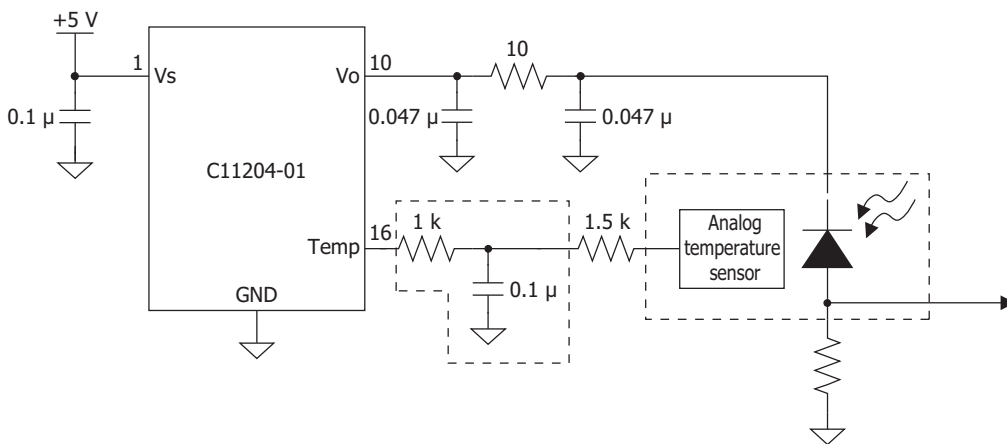 +5 V
1
Vs
0.1 µ
Vo
10
10
0.047 µ
0.047 µ
C11204-01
Temp
16
1 k
0.1 µ
1.5 k
Analog
temperature
sensor
GND